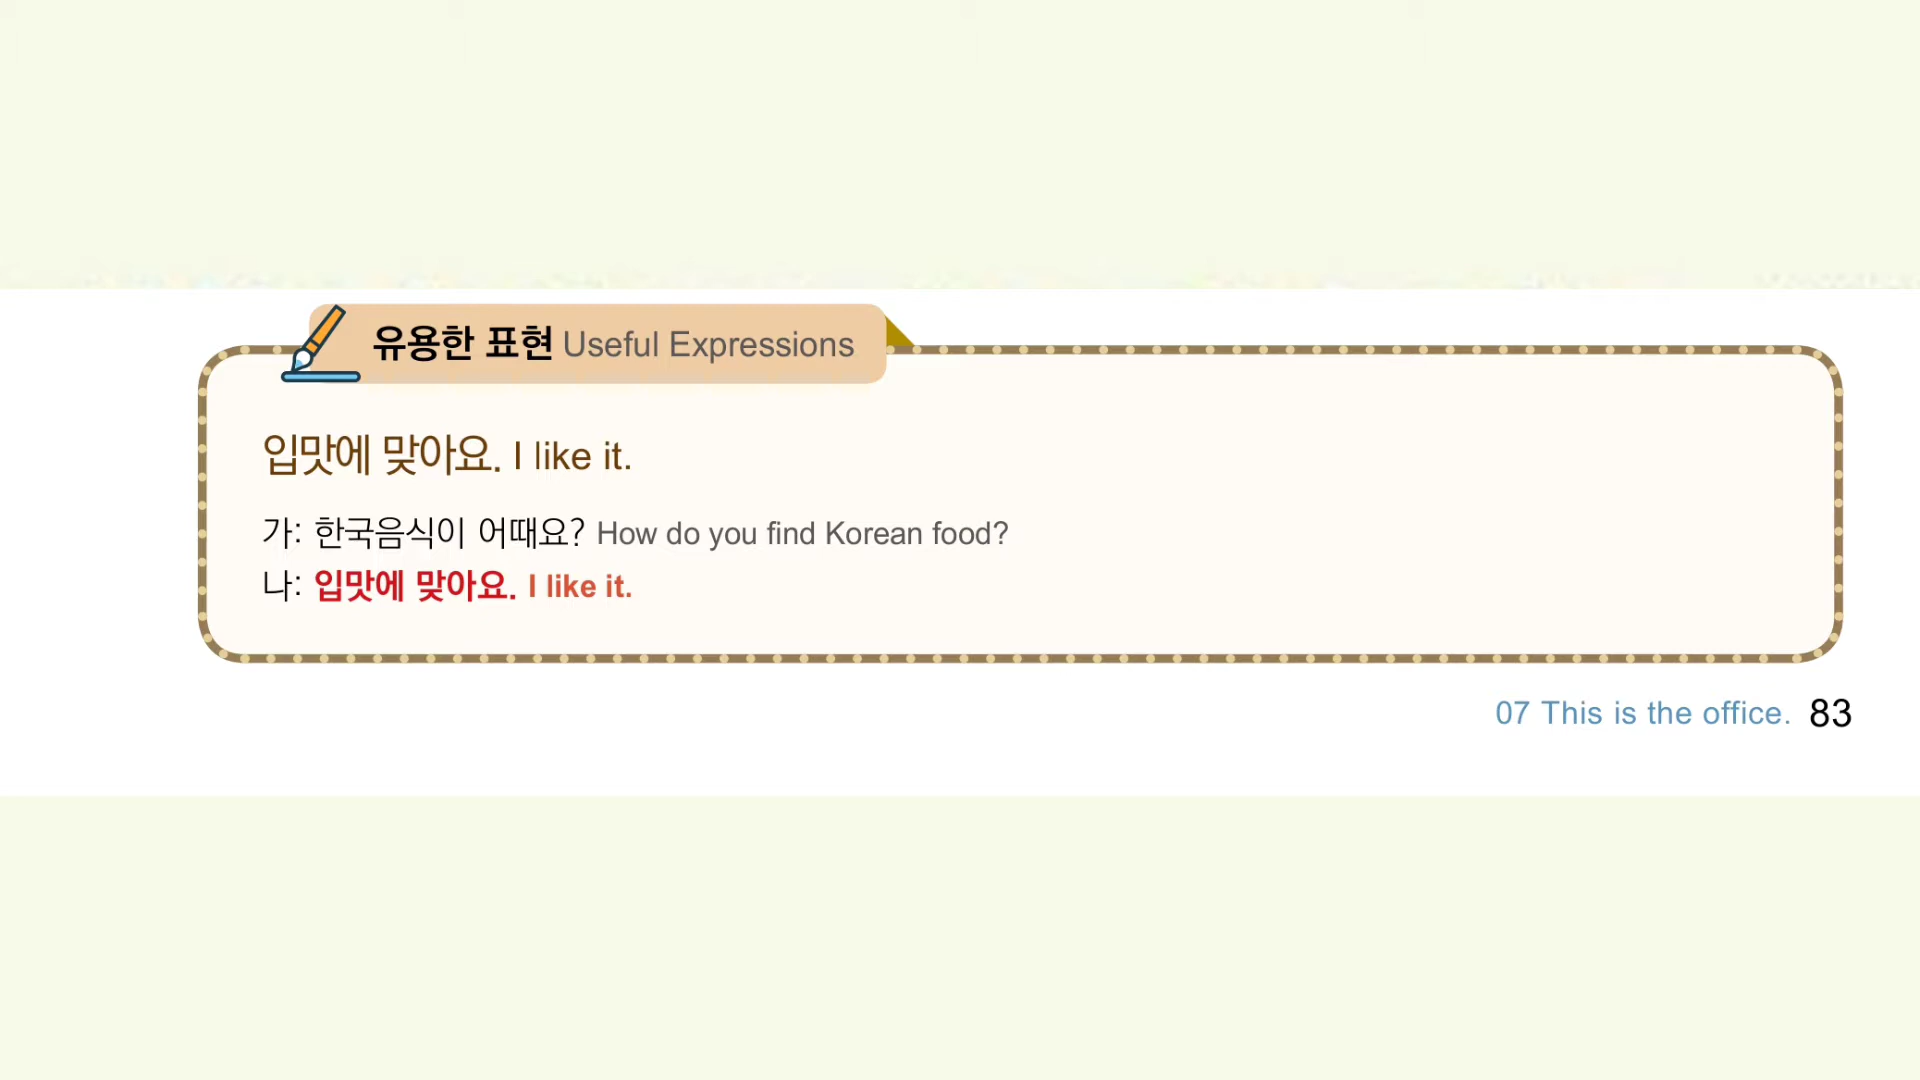 유용한 표현 Useful Expressions
입맛에 맞아요. I like it.
가: 한국음식이 어때요? How do you find Korean food?
나: 입맛에 맞아요. I like it.
07 This is the office. 83